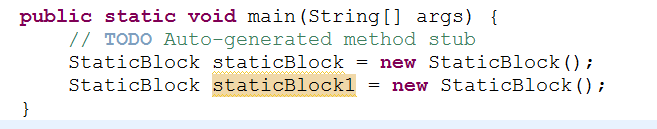 public static void main(String[] args) {
// TODO Auto-generated method stub
StaticBlock staticBlock = new StaticBlock();
StaticBlock staticBlock1 = new StaticBlock();
}